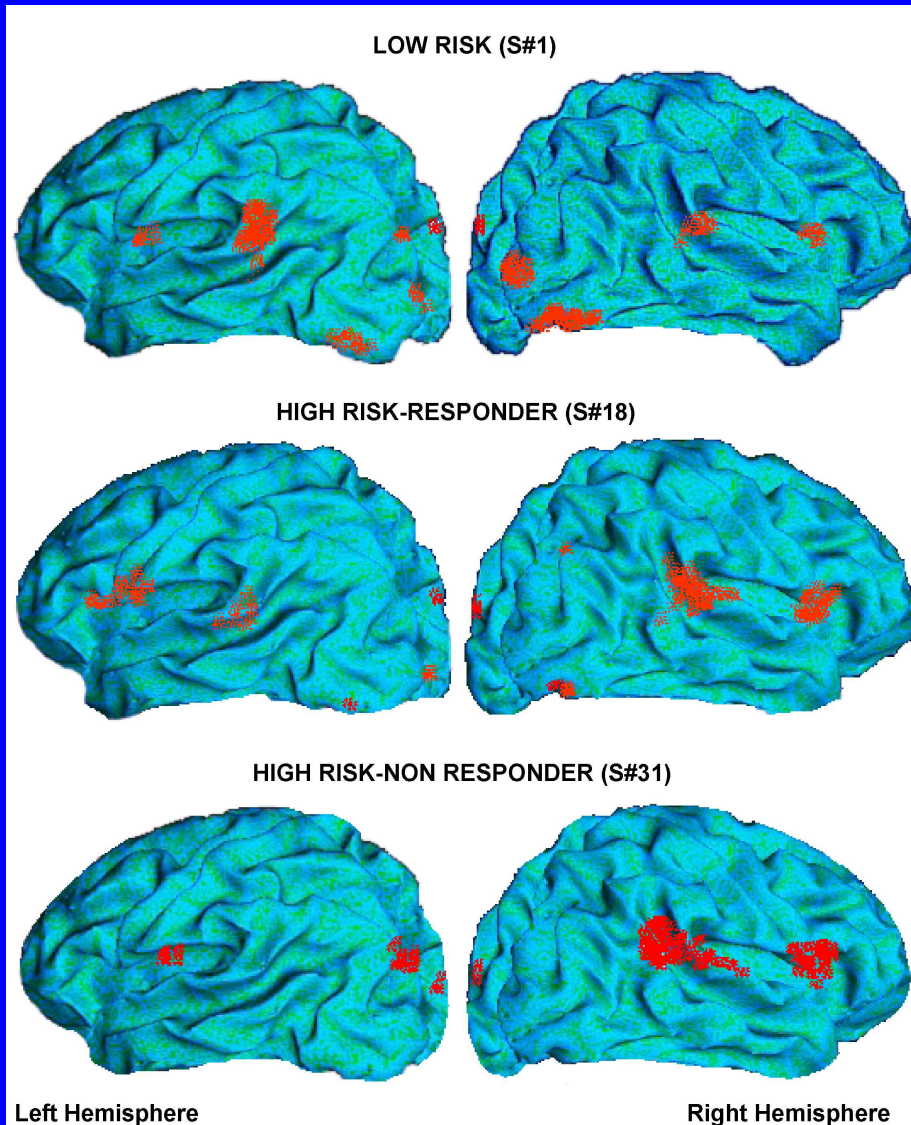 LOW RISK (S#1)
HIGH RISK-RESPONDER (S#18)
HIGH RISK-NON RESPONDER (S#31)
Left Hemisphere
Right Hemisphere